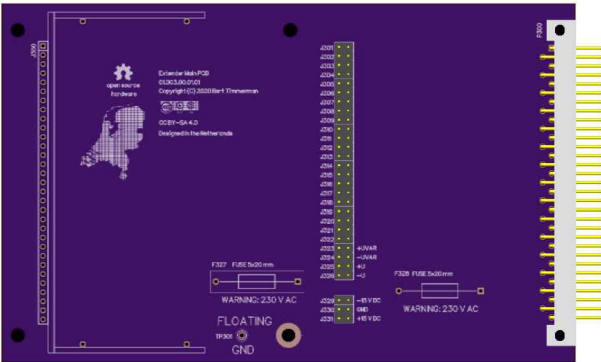 J300
open source
hardware
Extender Main PCB
01.003.00.01.01
Copyright (C) 2020 Bart Timmerman
CC BY-SA 4.0
Designed in the Netherlands
P300
J301
J302
J303
J304
J305
J306
J307
J308
J309
J310
J311
J312
J313
J314
J315
J316
J317
J318
J319
J320
J321
J322
J323 +UVAR
J324 -UVAR
J325 +U
J326 -U
F327 FUSE 5x20 mm
WARNING: 230 V AC
F328 FUSE 5x20 mm
WARNING: 230 V AC
J329 -15 V DC
J330 GND
J331 +15 V DC
FLOATING
TP301
GND